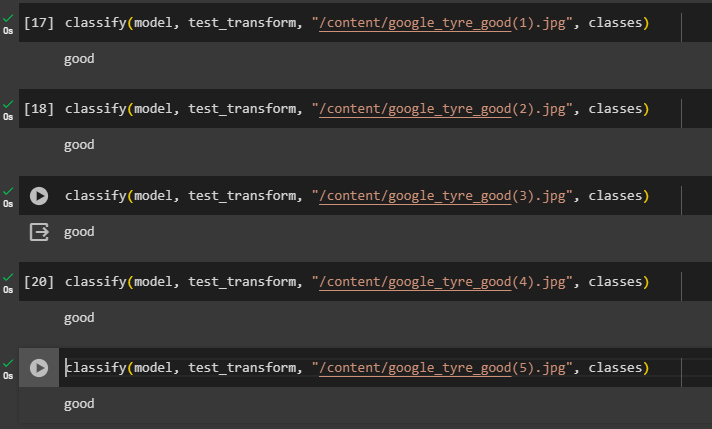 [17] classify(model, test_transform, "/content/google_tyre_good(1).jpg", classes)
0s
good
[18] classify(model, test_transform, "/content/google_tyre_good(2).jpg", classes)
0s
good
classify(model, test_transform, "/content/google_tyre_good(3).jpg", classes)
0s
good
[20] classify(model, test_transform, "/content/google_tyre_good(4).jpg", classes)
0s
good
classify(model, test_transform, "/content/google_tyre_good(5).jpg", classes)
0s
good